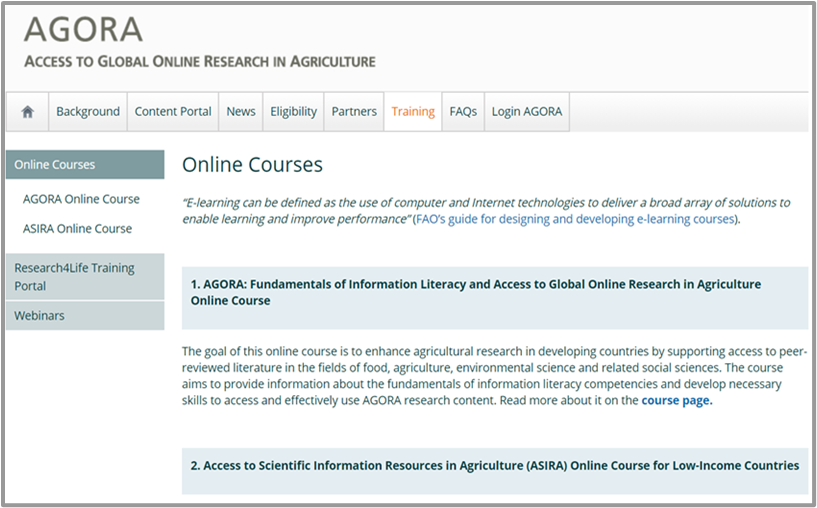 AGORA
ACCESS TO GLOBAL ONLINE RESEARCH IN AGRICULTURE
Background Content Portal News Eligibility Partners Training FAQs Login AGORA
Online Courses
AGORA Online Course
ASIRA Online Course
Research4Life Training
Portal
Webinars
Online Courses
“E-learning can be defined as the use of computer and Internet technologies to deliver a broad array of solutions to
enable learning and improve performance” (FAO’s guide for designing and developing e-learning courses).
1. AGORA: Fundamentals of Information Literacy and Access to Global Online Research in Agriculture
Online Course
The goal of this online course is to enhance agricultural research in developing countries by supporting access to peer-
reviewed literature in the fields of food, agriculture, environmental science and related social sciences. The course
aims to provide information about the fundamentals of information literacy competencies and develop necessary
skills to access and effectively use AGORA research content. Read more about it on the course page.
2. Access to Scientific Information Resources in Agriculture (ASIRA) Online Course for Low-Income Countries